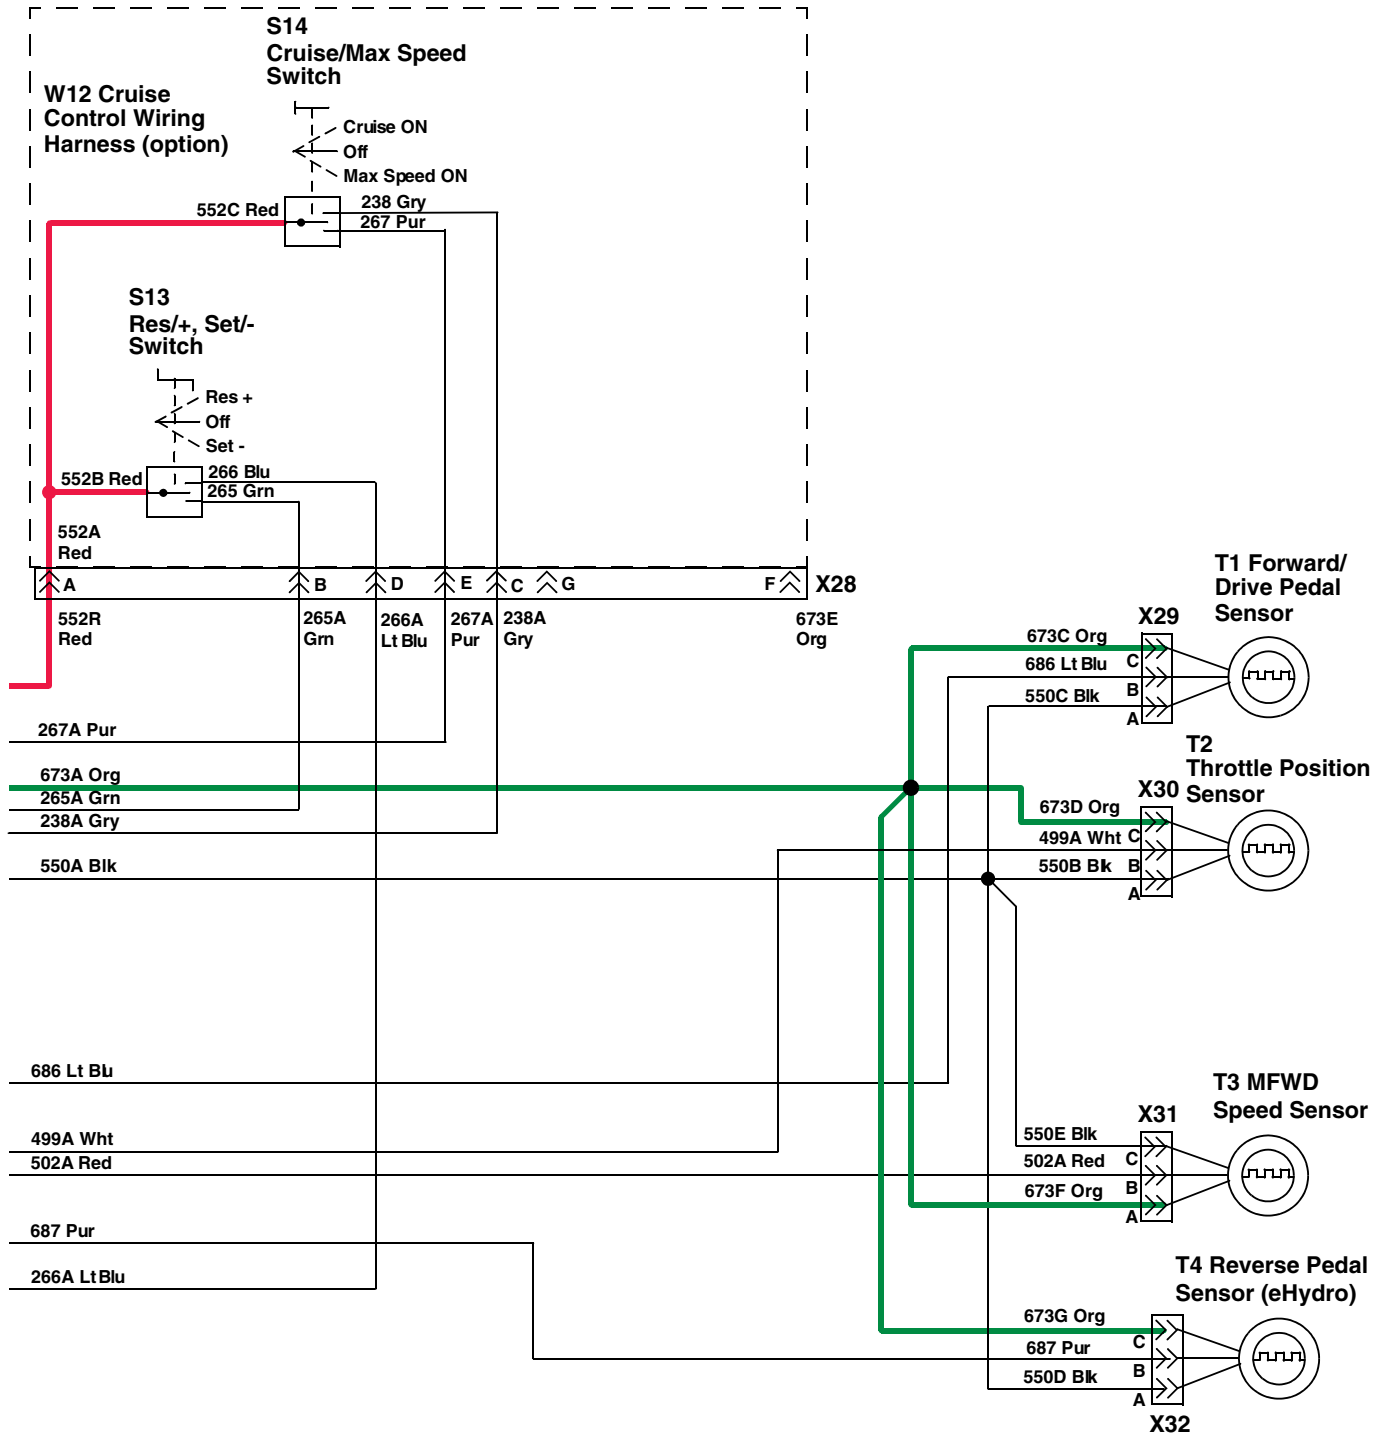 S14
Cruise/Max Speed
Switch
W12 Cruise
Control Wiring
Harness (option)
Cruise ON
Off
Max Speed ON
552C Red
238 Gry
267 Pur
S13
Res/+, Set/-
Switch
Res +
Off
Set -
552B Red
266 Blu
265 Grn
552A
Red
A
B
D
E
C
G
F
X28
552R
Red
265A
Grn
266A
Lt Blu
267A
Pur
238A
Gry
673E
Org
T1 Forward/
Drive Pedal
Sensor
X29
673C Org
C
686 Lt Blu
B
550C Blk
A
267A Pur
673A Org
265A Grn
238A Gry
550A Blk
T2
Throttle Position
Sensor
X30
673D Org
C
499A Wht
B
550B Blk
A
686 Lt Blu
499A Wht
502A Red
687 Pur
266A Lt Blu
T3 MFWD
Speed Sensor
X31
550E Blk
C
502A Red
B
673F Org
A
T4 Reverse Pedal
Sensor (eHydro)
673G Org
C
687 Pur
B
550D Blk
A
X32